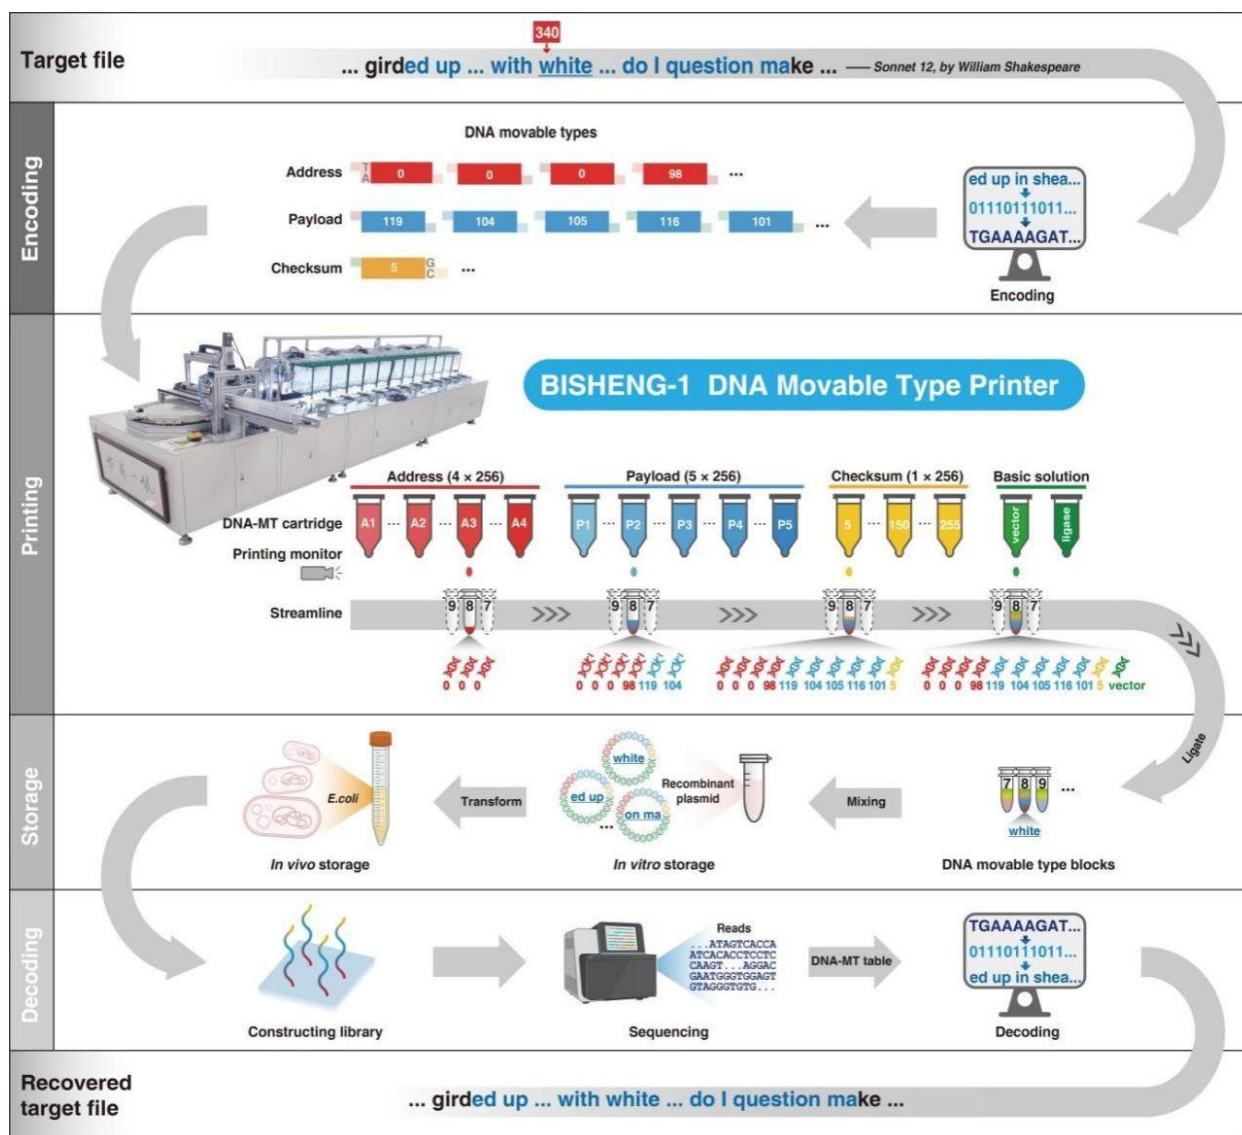 Target file
340
... girded up ... with white ... do I question make ... —— Sonnet 12, by William Shakespeare
Encoding
DNA movable types
Address
T
A
0
0
0
98
...
Payload
119
104
105
116
101
...
Checksum
5
G
C
...
ed up in shea...
01110111011...
TGAAAAGAT...
Encoding
Printing
BISHENG-1 DNA Movable Type Printer
Address (4 × 256)
Payload (5 × 256)
Checksum (1 × 256)
Basic solution
DNA-MT cartridge
A1 ... A2 ... A3 ... A4
P1 ... P2 ... P3 ... P4 ... P5
5 ... 150 ... 255
vector
ligase
Printing monitor
Streamline
9 8 7
9 8 7
9 8 7
9 8 7
0 0 0
0 0 0 98 119 104
0 0 0 98 119 104 105 116 101 5
0 0 0 98 119 104 105 116 101 5 vector
Ligate
Storage
E.coli
In vivo storage
Transform
white
ed up
on ma
...
Recombinant
plasmid
In vitro storage
Mixing
7 8 9 ...
white
DNA movable type blocks
Decoding
Constructing library
Reads
...ATAGTCACCA
ATCACACCTCCTC
CAAGT...AGGAC
GAATGGGTGGAGT
GTAGGGTGTG...
Sequencing
DNA-MT table
TGAAAAGAT...
01110111011...
ed up in shea...
Decoding
Recovered
target file
... girded up ... with white ... do I question make ...